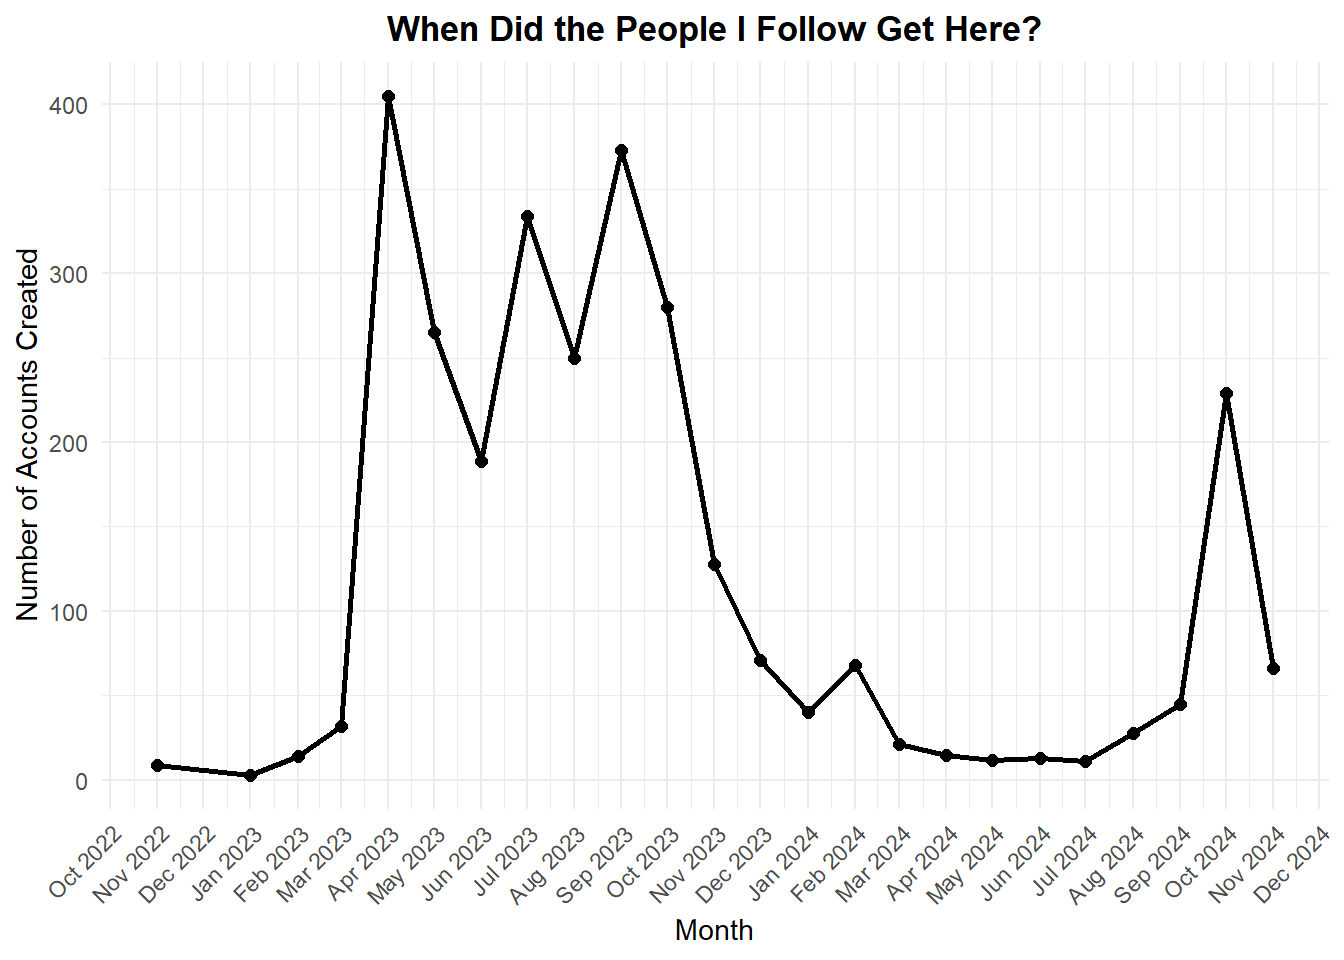 When Did the People I Follow Get Here?
Number of Accounts Created
400
300
200
100
0
Oct 2022
Nov 2022
Dec 2022
Jan 2023
Feb 2023
Mar 2023
Apr 2023
May 2023
Jun 2023
Jul 2023
Aug 2023
Sep 2023
Oct 2023
Nov 2023
Dec 2023
Jan 2024
Feb 2024
Mar 2024
Apr 2024
May 2024
Jun 2024
Jul 2024
Aug 2024
Sep 2024
Oct 2024
Nov 2024
Dec 2024
Month